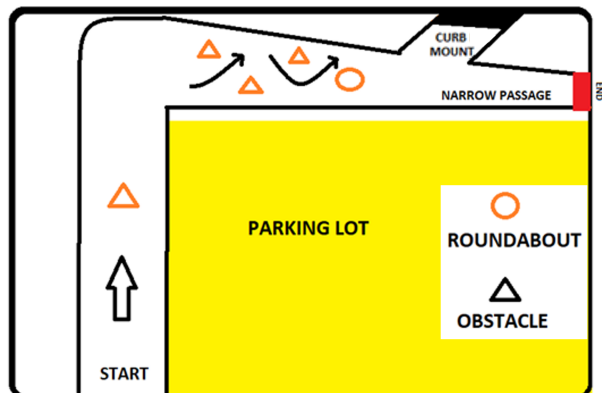 CURB
MOUNT
NARROW PASSAGE
END
PARKING LOT
ROUNDABOUT
OBSTACLE
START